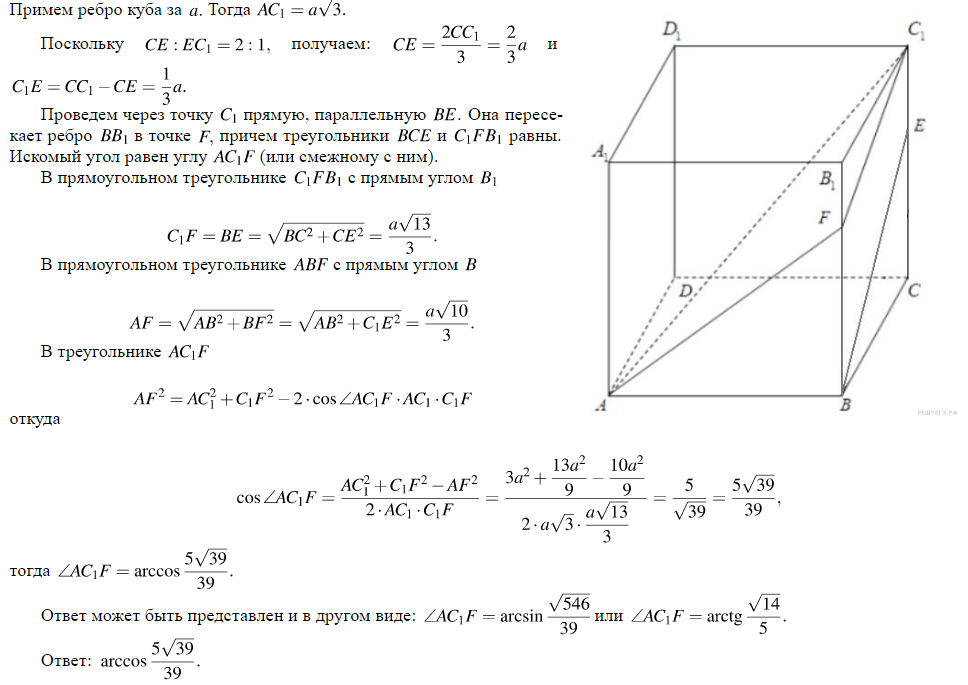 Примем ребро куба за a. Тогда AC₁ = a√3.
Поскольку CE : EC₁ = 2 : 1, получаем: CE = 2CC₁/3 = 2/3 a и
C₁E = CC₁ − CE = 1/3 a.
Проведем через точку C₁ прямую, параллельную BE. Она пересе-
кает ребро BB₁ в точке F, причем треугольники BCE и C₁FB₁ равны.
Искомый угол равен углу AC₁F (или смежному с ним).
В прямоугольном треугольнике C₁FB₁ с прямым углом B₁
C₁F = BE = √(BC² + CE²) = a√13/3.
В прямоугольном треугольнике ABF с прямым углом B
AF = √(AB² + BF²) = √(AB² + C₁E²) = a√10/3.
В треугольнике AC₁F
AF² = AC₁² + C₁F² − 2 · cos∠AC₁F · AC₁ · C₁F
откуда
cos∠AC₁F = (AC₁² + C₁F² − AF²)/(2 · AC₁ · C₁F) = (3a² + 13a²/9 − 10a²/9)/(2 · a√3 · a√13/3) = 5/√39 = 5√39/39,
тогда ∠AC₁F = arccos 5√39/39.
Ответ может быть представлен и в другом виде: ∠AC₁F = arcsin √546/39 или ∠AC₁F = arctg √14/5.
Ответ: arccos 5√39/39.
D₁
C₁
E
A₁
B₁
F
D
C
A
B
РЕШУЕГЭ.РФ